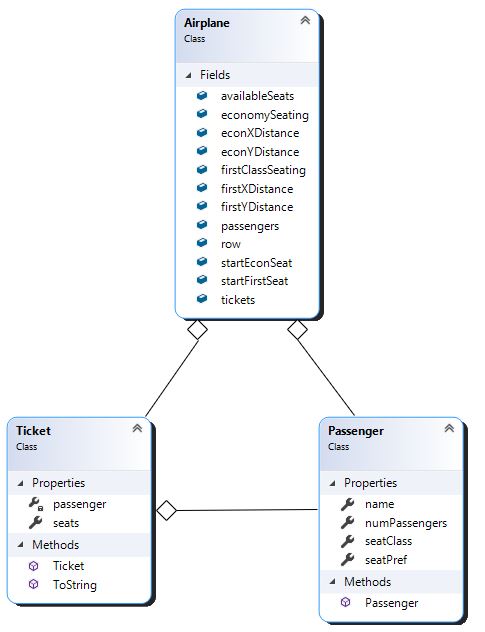 Airplane
Class
Fields
availableSeats
economySeating
econXDistance
econYDistance
firstClassSeating
firstXDistance
firstYDistance
passengers
row
startEconSeat
startFirstSeat
tickets
Ticket
Class
Properties
passenger
seats
Methods
Ticket
ToString
Passenger
Class
Properties
name
numPassengers
seatClass
seatPref
Methods
Passenger